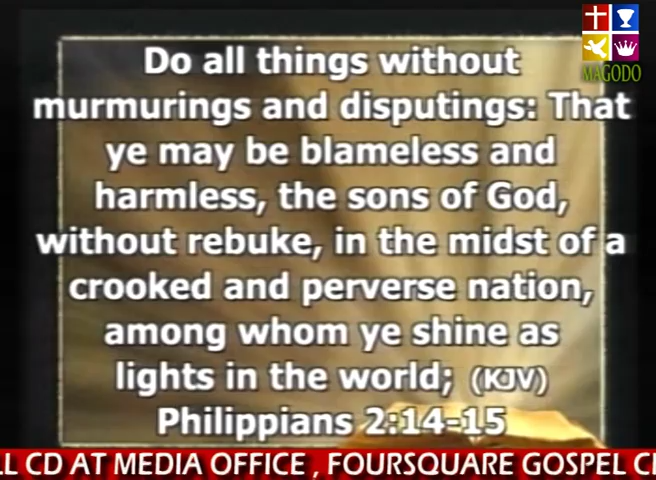 MAGODO
Do all things without
murmurings and disputings: That
ye may be blameless and
harmless, the sons of God,
without rebuke, in the midst of a
crooked and perverse nation,
among whom ye shine as
lights in the world; (KJV)
Philippians 2:14-15
LL CD AT MEDIA OFFICE , FOURSQUARE GOSPEL C